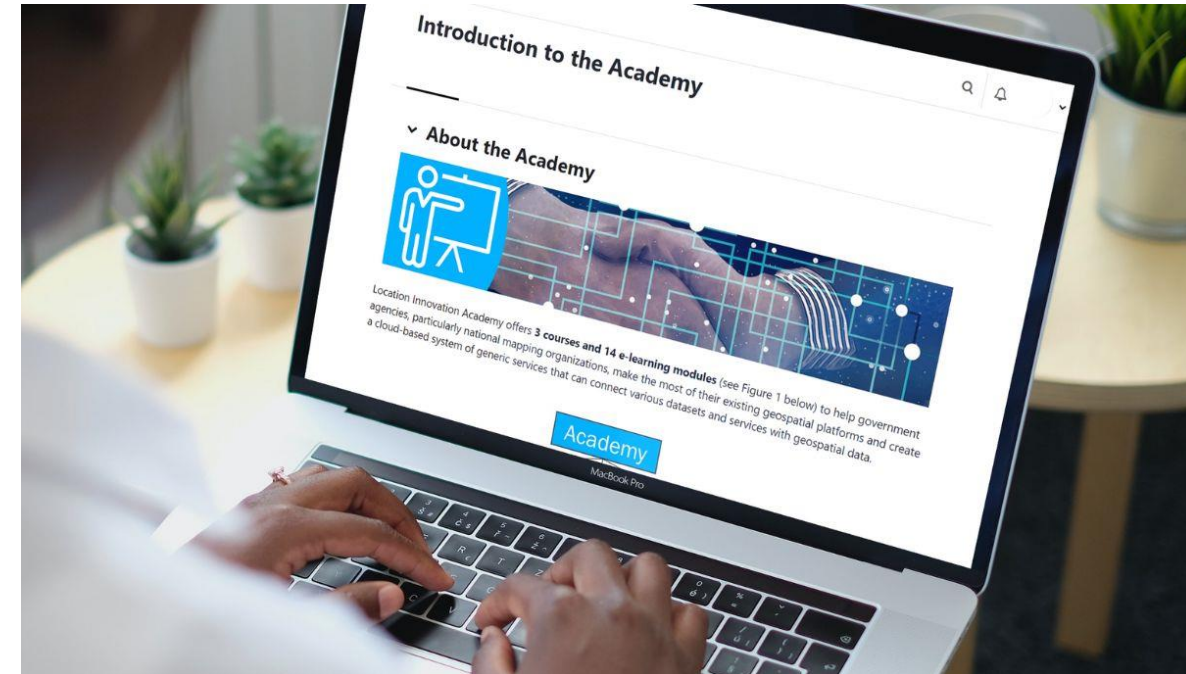 Introduction to the Academy
About the Academy
Location Innovation Academy offers 3 courses and 14 e-learning modules (see Figure 1 below) to help government
agencies, particularly national mapping organizations, make the most of their existing geospatial platforms and create
a cloud-based system of generic services that can connect various datasets and services with geospatial data.
Academy
MacBook Pro